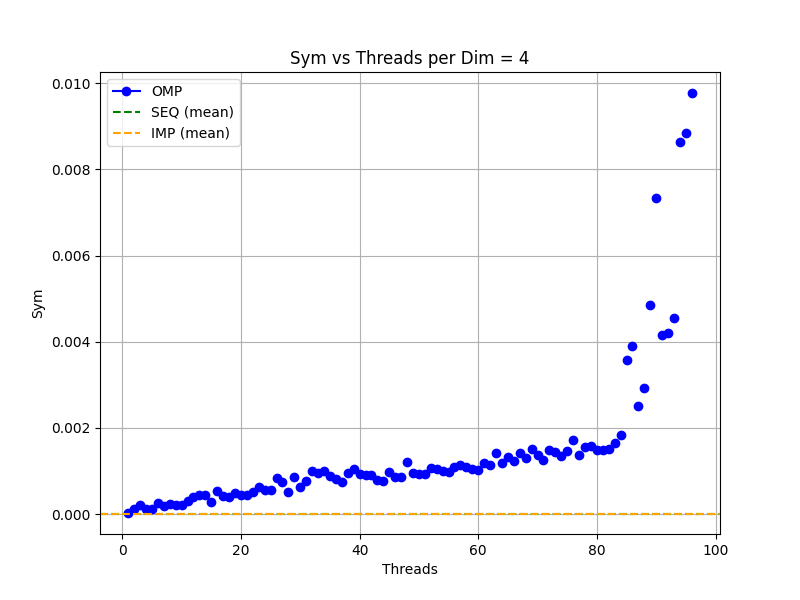 Sym vs Threads per Dim = 4
OMP
SEQ (mean)
IMP (mean)
0.010
0.008
0.006
0.004
0.002
0.000
Sym
0 20 40 60 80 100
Threads